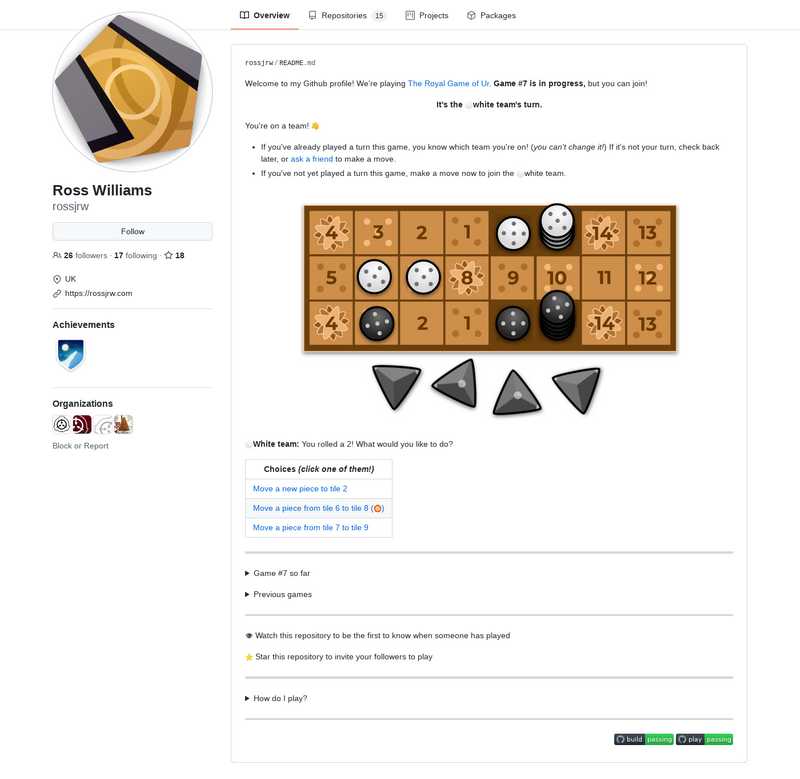 Overview
Repositories 15
Projects
Packages
Ross Williams
rossjrw
Follow
26 followers · 17 following · 18
UK
https://rossjrw.com
Achievements
Organizations
Block or Report
rossjrw / README.md
Welcome to my Github profile! We're playing The Royal Game of Ur. Game #7 is in progress, but you can join!
It's the white team's turn.
You're on a team! 👋
• If you've already played a turn this game, you know which team you're on! (you can't change it!) If it's not your turn, check back
later, or ask a friend to make a move.
• If you've not yet played a turn this game, make a move now to join the white team.
4 3 2 1 14 13
5 8 9 10 11 12
4 2 1 14 13
White team: You rolled a 2! What would you like to do?
Choices (click one of them!)
Move a new piece to tile 2
Move a piece from tile 6 to tile 8 (🏵)
Move a piece from tile 7 to tile 9
Game #7 so far
Previous games
👁 Watch this repository to be the first to know when someone has played
⭐ Star this repository to invite your followers to play
How do I play?
build passing
play passing